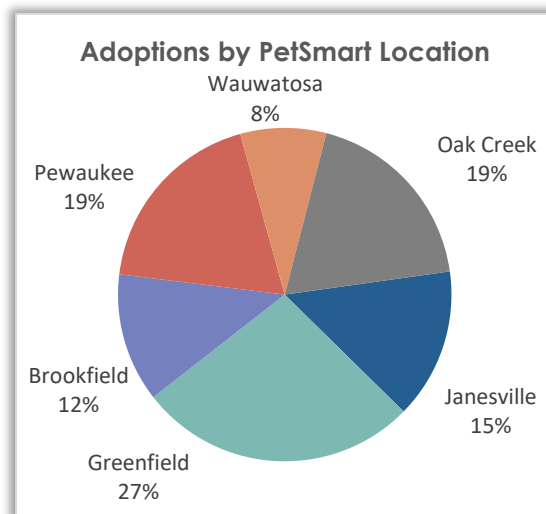 Adoptions by PetSmart Location
Wauwatosa
8%
Oak Creek
19%
Janesville
15%
Greenfield
27%
Brookfield
12%
Pewaukee
19%